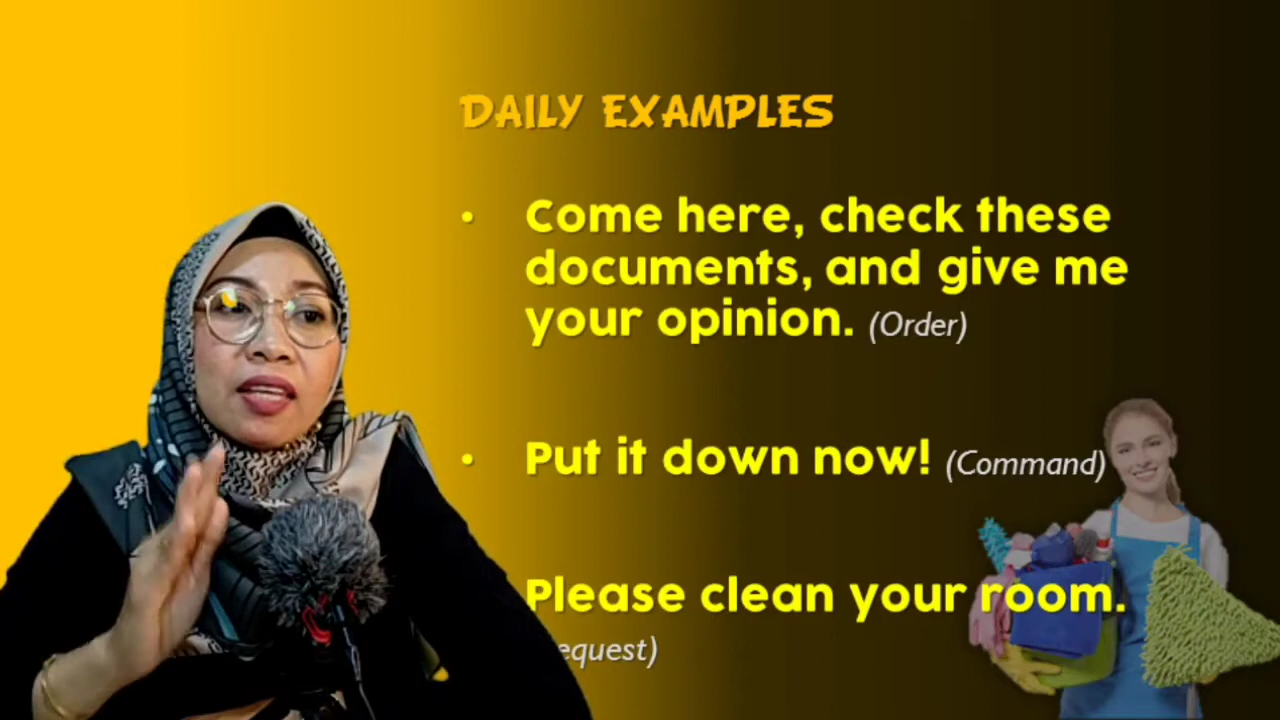 DAILY EXAMPLES
• Come here, check these
documents, and give me
your opinion. (Order)
• Put it down now! (Command)
Please clean your room.
equest)